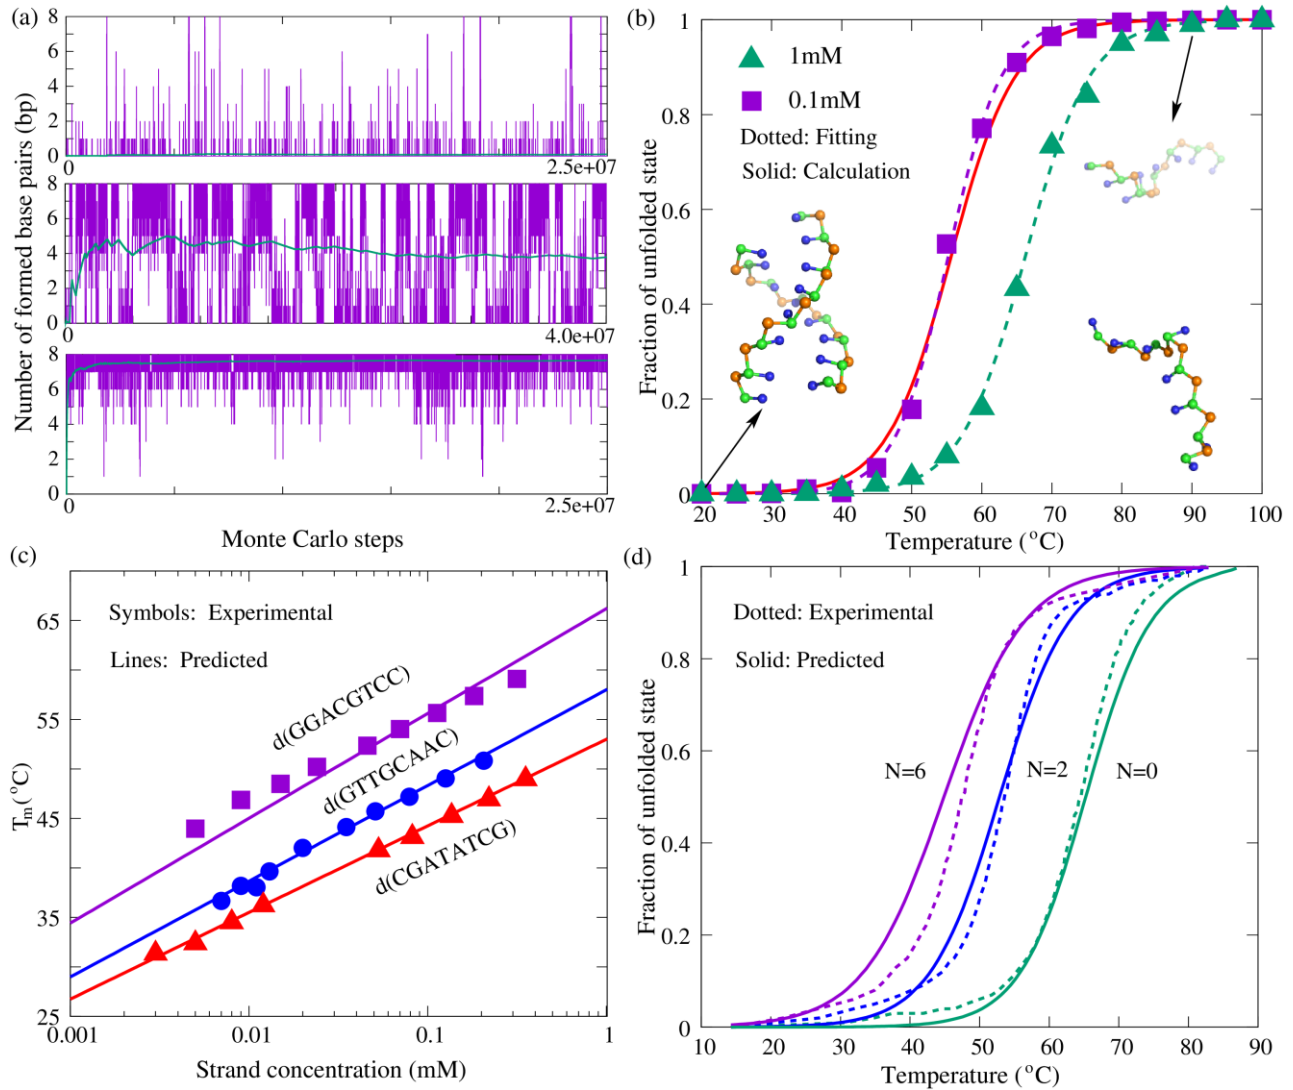 (a)
Number of formed base pairs (bp)
8
6
4
2
0
0
2.5e+07
8
6
4
2
0
0
4.0e+07
8
6
4
2
0
0
2.5e+07
Monte Carlo steps
(b)
Fraction of unfolded state
1
0.8
0.6
0.4
0.2
0
1mM
0.1mM
Dotted: Fitting
Solid: Calculation
20 30 40 50 60 70 80 90 100
Temperature (°C)
(c)
Tm(°C)
65
55
45
35
25
Symbols: Experimental
Lines: Predicted
d(GGACGTCC)
d(GTTGCAAC)
d(CGATATCG)
0.001 0.01 0.1 1
Strand concentration (mM)
(d)
Fraction of unfolded state
1
0.8
0.6
0.4
0.2
0
Dotted: Experimental
Solid: Predicted
N=6 N=2 N=0
10 20 30 40 50 60 70 80 90
Temperature (°C)